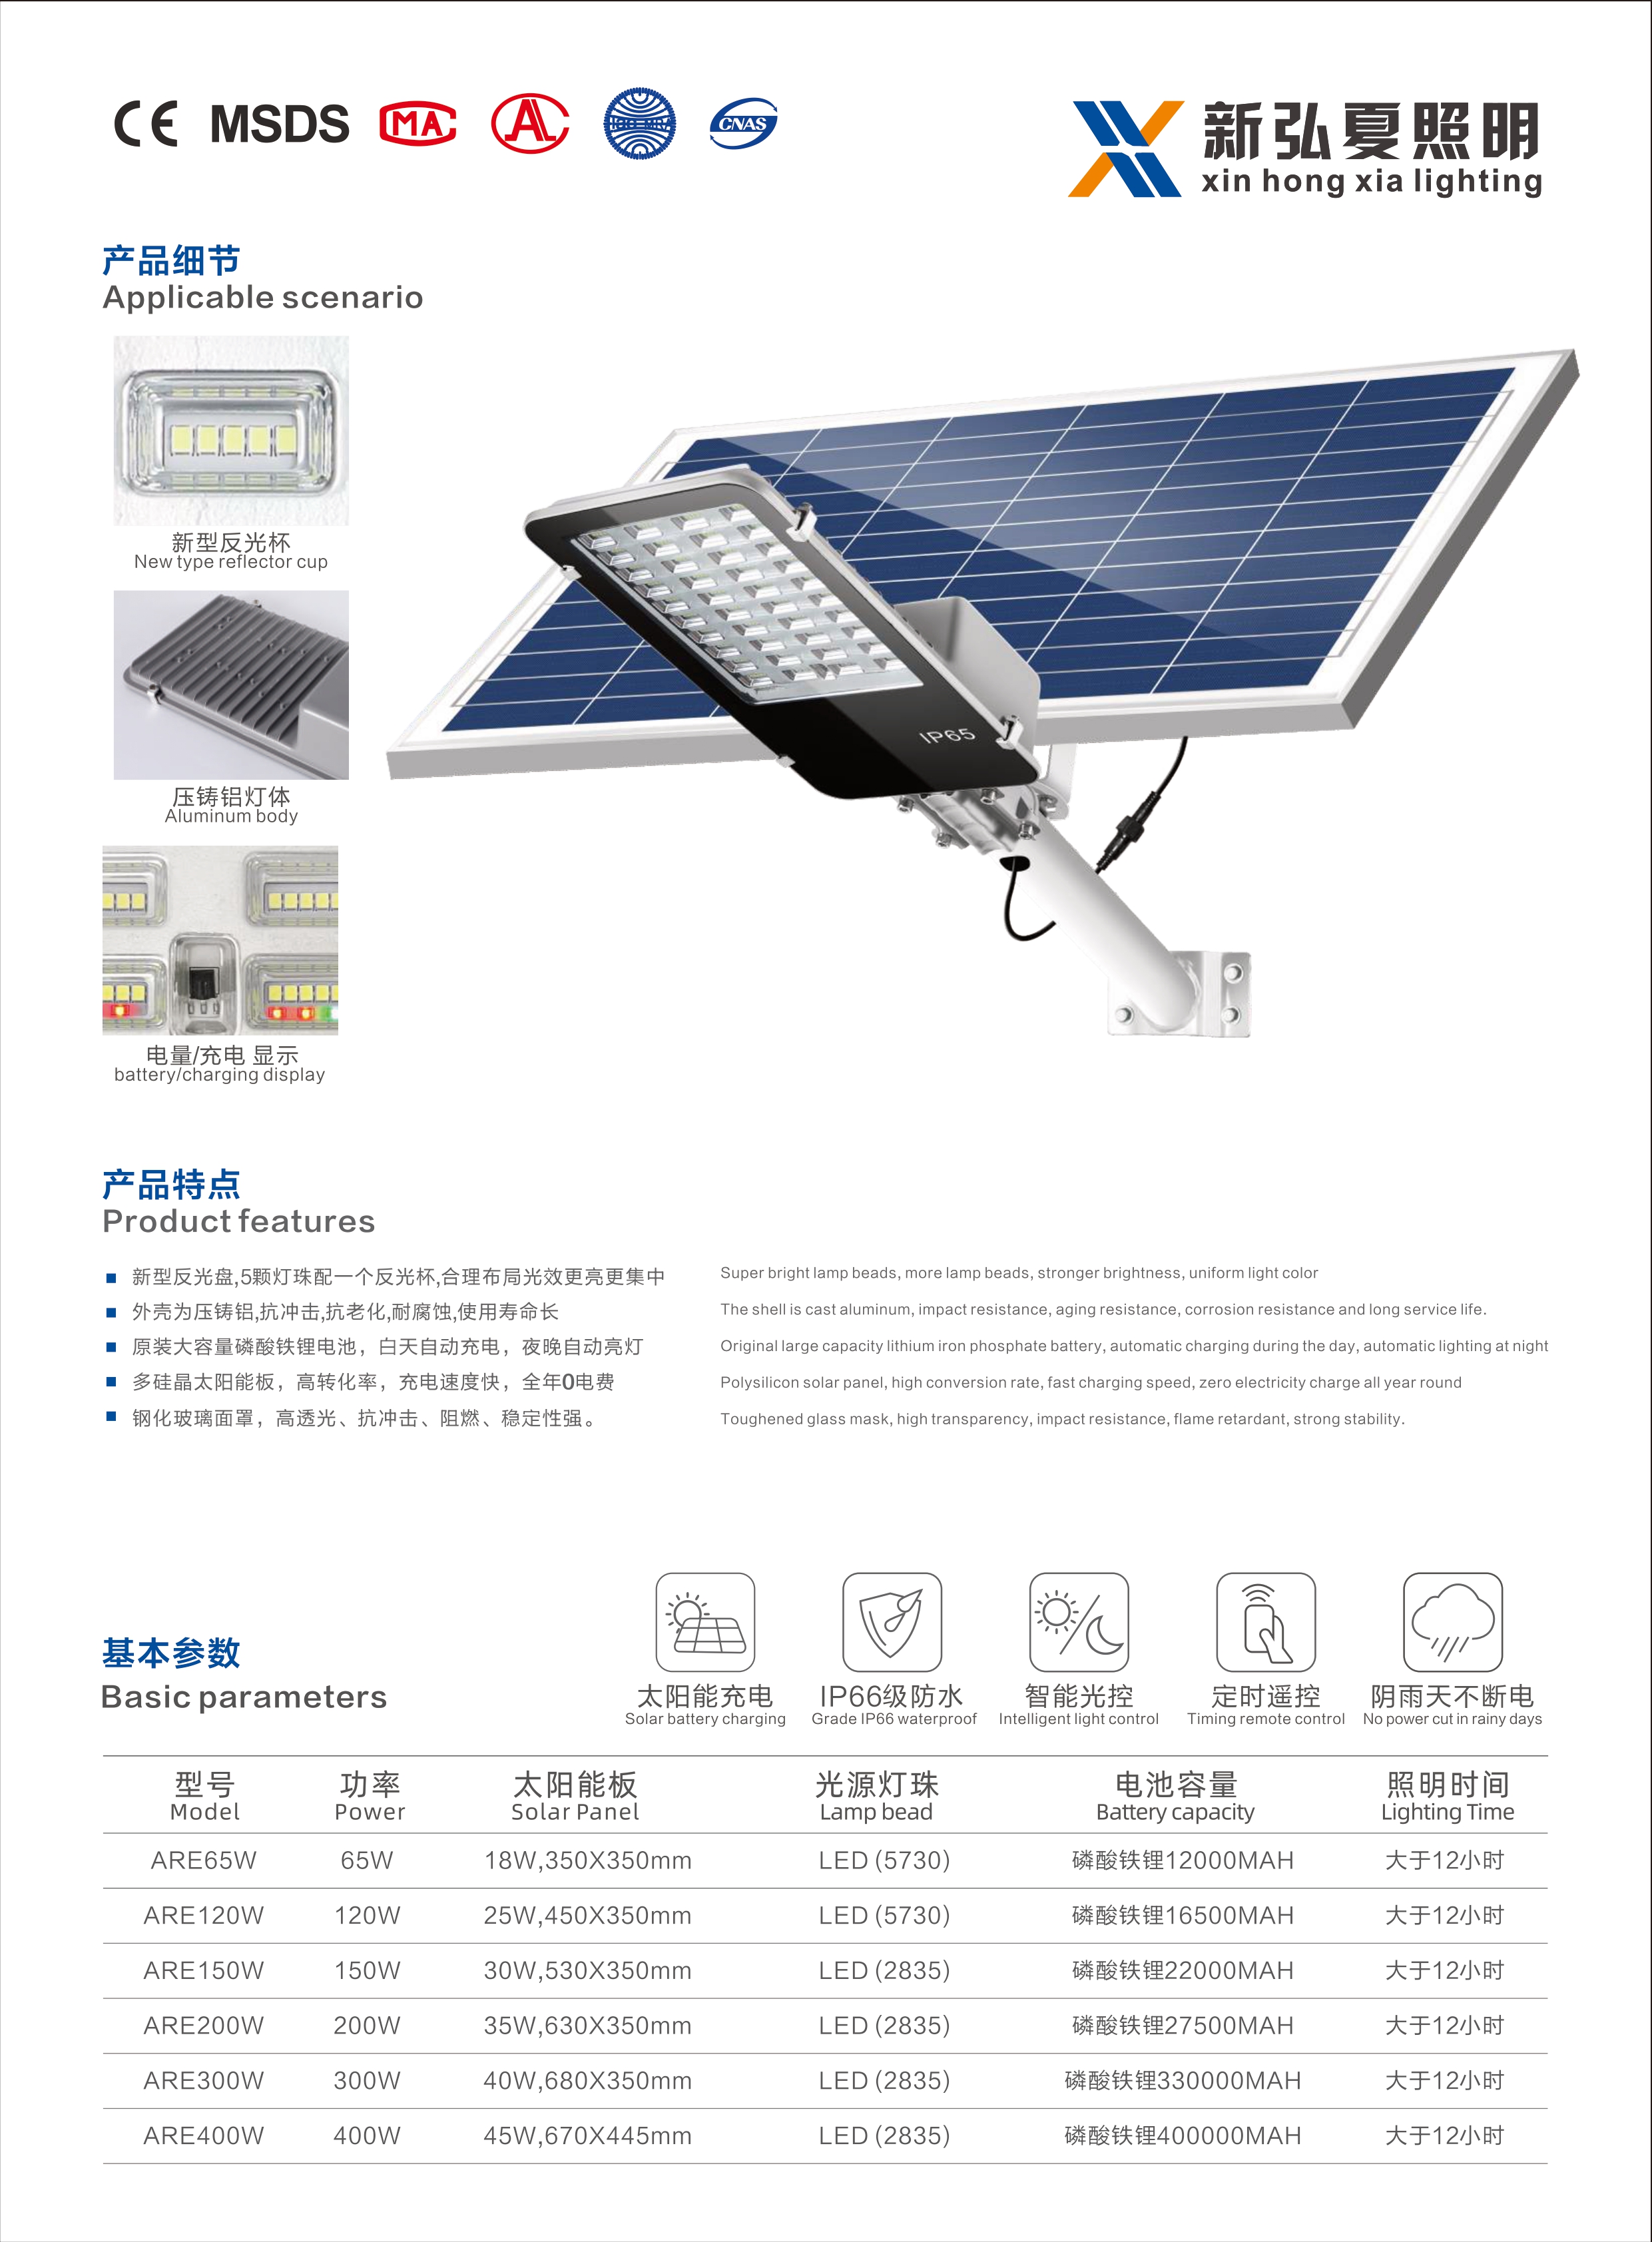 CE MSDS MA AL ilac-MRA CNAS
新弘夏照明
xin hong xia lighting
产品细节
Applicable scenario
新型反光杯
New type reflector cup
压铸铝灯体
Aluminum body
电量/充电 显示
battery/charging display
IP65
产品特点
Product features
新型反光盘,5颗灯珠配一个反光杯,合理布局光效更亮更集中
外壳为压铸铝,抗冲击,抗老化,耐腐蚀,使用寿命长
原装大容量磷酸铁锂电池，白天自动充电，夜晚自动亮灯
多硅晶太阳能板，高转化率，充电速度快，全年0电费
钢化玻璃面罩，高透光、抗冲击、阻燃、稳定性强。
Super bright lamp beads, more lamp beads, stronger brightness, uniform light color
The shell is cast aluminum, impact resistance, aging resistance, corrosion resistance and long service life.
Original large capacity lithium iron phosphate battery, automatic charging during the day, automatic lighting at night
Polysilicon solar panel, high conversion rate, fast charging speed, zero electricity charge all year round
Toughened glass mask, high transparency, impact resistance, flame retardant, strong stability.
基本参数
Basic parameters
太阳能充电 IP66级防水 智能光控 定时遥控 阴雨天不断电
Solar battery charging Grade IP66 waterproof Intelligent light control Timing remote control No power cut in rainy days
型号 功率 太阳能板 光源灯珠 电池容量 照明时间
Model Power Solar Panel Lamp bead Battery capacity Lighting Time
ARE65W 65W 18W,350X350mm LED (5730) 磷酸铁锂12000MAH 大于12小时
ARE120W 120W 25W,450X350mm LED (5730) 磷酸铁锂16500MAH 大于12小时
ARE150W 150W 30W,530X350mm LED (2835) 磷酸铁锂22000MAH 大于12小时
ARE200W 200W 35W,630X350mm LED (2835) 磷酸铁锂27500MAH 大于12小时
ARE300W 300W 40W,680X350mm LED (2835) 磷酸铁锂330000MAH 大于12小时
ARE400W 400W 45W,670X445mm LED (2835) 磷酸铁锂400000MAH 大于12小时